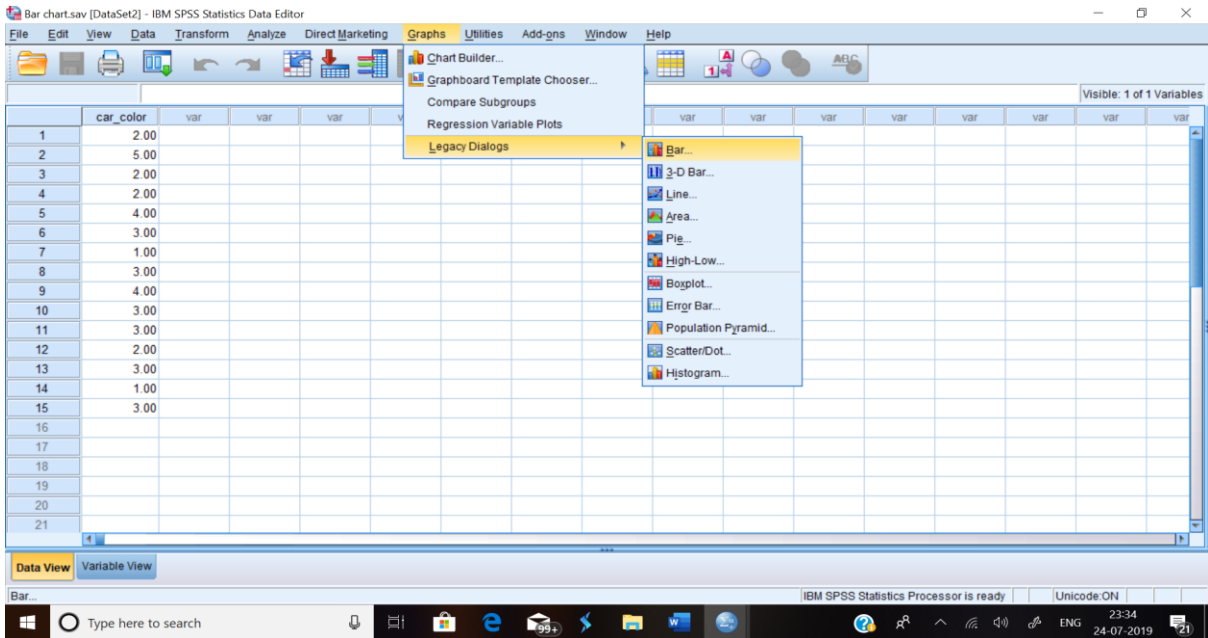 Bar chart.sav [DataSet2] - IBM SPSS Statistics Data Editor
File Edit View Data Transform Analyze Direct Marketing Graphs Utilities Add-ons Window Help
Chart Builder...
Graphboard Template Chooser...
Compare Subgroups
Regression Variable Plots
Legacy Dialogs
Bar...
3-D Bar...
Line...
Area...
Pie...
High-Low...
Boxplot...
Error Bar...
Population Pyramid...
Scatter/Dot...
Histogram...
Visible: 1 of 1 Variables
car_color var var var v var var var var var var var var
1 2.00
2 5.00
3 2.00
4 2.00
5 4.00
6 3.00
7 1.00
8 3.00
9 4.00
10 3.00
11 3.00
12 2.00
13 3.00
14 1.00
15 3.00
16
17
18
19
20
21
Data View Variable View
Bar... IBM SPSS Statistics Processor is ready Unicode:ON
Type here to search 99+ ENG 23:34
24-07-2019 21